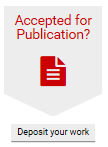 Accepted for
Publication?
Deposit your work